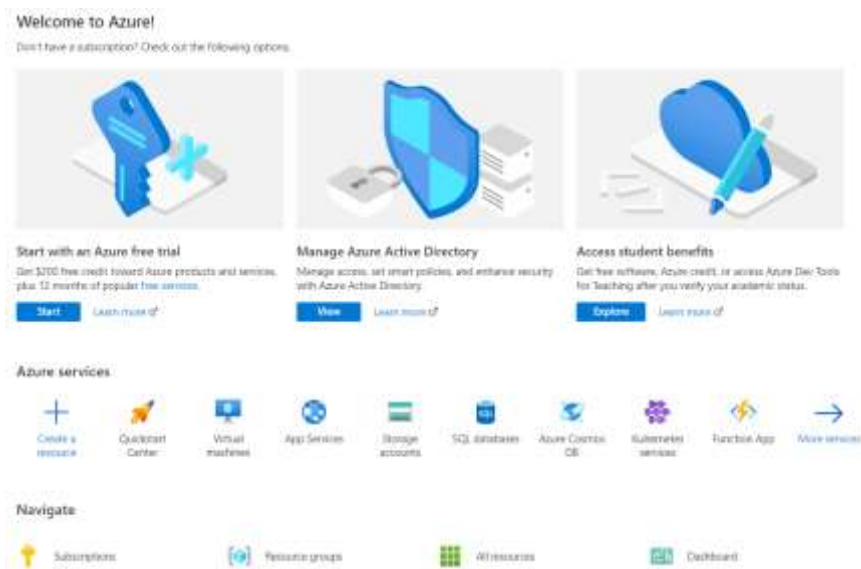 Welcome to Azure!
Don't have a subscription? Check out the following options.
Start with an Azure free trial
Get $200 free credit toward Azure products and services,
plus 12 months of popular free services.
Start
Learn more
Manage Azure Active Directory
Manage access, set smart policies, and enhance security
with Azure Active Directory.
View
Learn more
Access student benefits
Get free software, Azure credit, or access Azure Dev Tools
for Teaching after you verify your academic status.
Explore
Learn more
Azure services
Create a
resource
Quickstart
Center
Virtual
machines
App Services
Storage
accounts
SQL
SQL databases
Azure Cosmos
DB
Kubernetes
services
Function App
More services
Navigate
Subscriptions
Resource groups
All resources
Dashboard